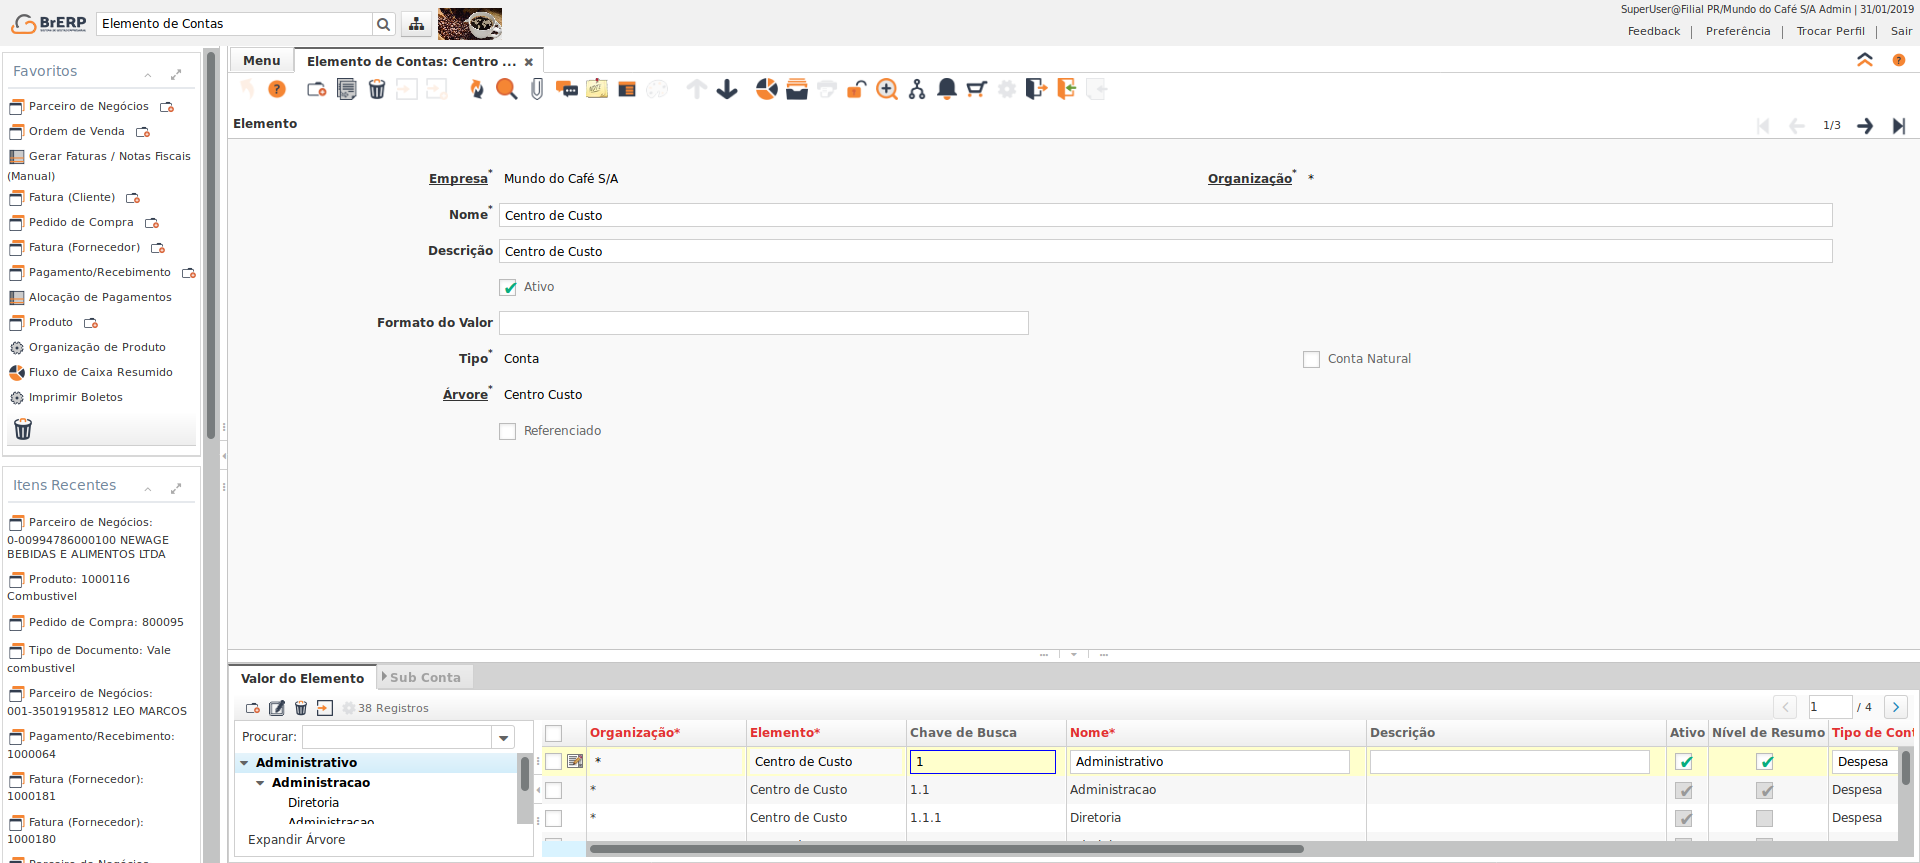 BrERP
Elemento de Contas
SuperUser@Filial PR/Mundo do Café S/A Admin | 31/01/2019
Feedback | Preferência | Trocar Perfil | Sair
Favoritos
Parceiro de Negócios
Ordem de Venda
Gerar Faturas / Notas Fiscais
(Manual)
Fatura (Cliente)
Pedido de Compra
Fatura (Fornecedor)
Pagamento/Recebimento
Alocação de Pagamentos
Produto
Organização de Produto
Fluxo de Caixa Resumido
Imprimir Boletos
Itens Recentes
Parceiro de Negócios:
0-00994786000100 NEWAGE
BEBIDAS E ALIMENTOS LTDA
Produto: 1000116
Combustivel
Pedido de Compra: 800095
Tipo de Documento: Vale
combustivel
Parceiro de Negócios:
001-35019195812 LEO MARCOS
Pagamento/Recebimento:
1000064
Fatura (Fornecedor):
1000181
Fatura (Fornecedor):
1000180
Parceiro de Negócios
Menu
Elemento de Contas: Centro ...
Elemento
1/3
Empresa* Mundo do Café S/A
Organização* *
Nome* Centro de Custo
Descrição Centro de Custo
Ativo
Formato do Valor
Tipo* Conta
Conta Natural
Árvore* Centro Custo
Referenciado
Valor do Elemento
Sub Conta
38 Registros
1 / 4
Procurar:
Administrativo
Administracao
Diretoria
Administracao
Expandir Árvore
Organização* Elemento* Chave de Busca Nome* Descrição Ativo Nível de Resumo Tipo de Cont
* Centro de Custo 1 Administrativo Despesa
* Centro de Custo 1.1 Administracao Despesa
* Centro de Custo 1.1.1 Diretoria Despesa